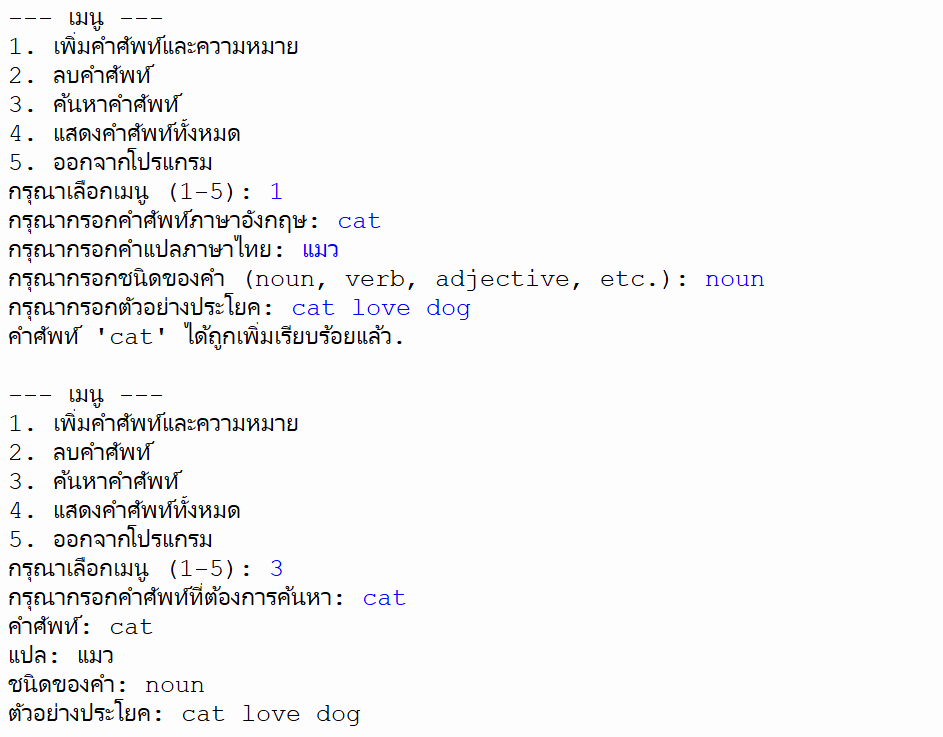 --- เมนู ---
1. เพิ่มคำศัพท์และความหมาย
2. ลบคำศัพท์
3. ค้นหาคำศัพท์
4. แสดงคำศัพท์ทั้งหมด
5. ออกจากโปรแกรม
กรุณาเลือกเมนู (1-5): 1
กรุณากรอกคำศัพท์ภาษาอังกฤษ: cat
กรุณากรอกคำแปลภาษาไทย: แมว
กรุณากรอกชนิดของคำ (noun, verb, adjective, etc.): noun
กรุณากรอกตัวอย่างประโยค: cat love dog
คำศัพท์ 'cat' ได้ถูกเพิ่มเรียบร้อยแล้ว.
--- เมนู ---
1. เพิ่มคำศัพท์และความหมาย
2. ลบคำศัพท์
3. ค้นหาคำศัพท์
4. แสดงคำศัพท์ทั้งหมด
5. ออกจากโปรแกรม
กรุณาเลือกเมนู (1-5): 3
กรุณากรอกคำศัพท์ที่ต้องการค้นหา: cat
คำศัพท์: cat
แปล: แมว
ชนิดของคำ: noun
ตัวอย่างประโยค: cat love dog